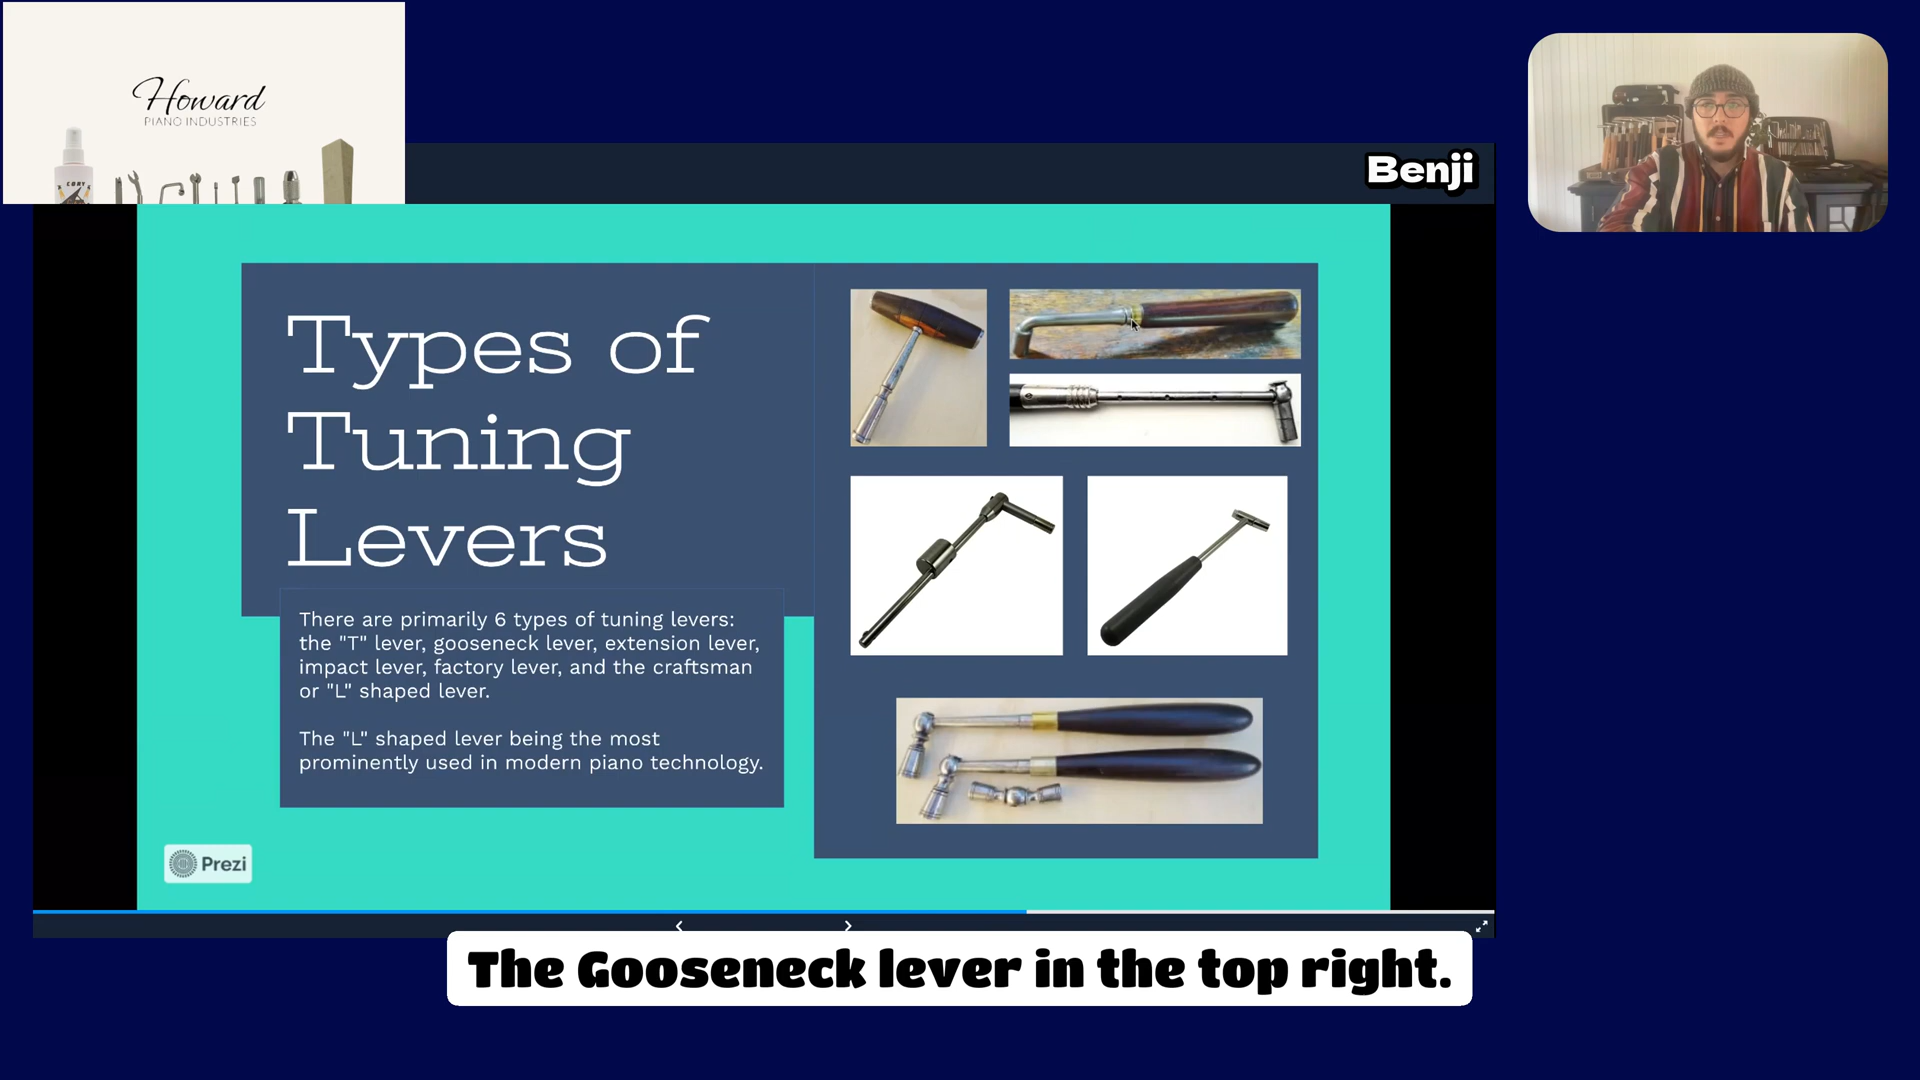 Howard
PIANO INDUSTRIES
CORY
Benji
Types of
Tuning
Levers
There are primarily 6 types of tuning levers:
the "T" lever, gooseneck lever, extension lever,
impact lever, factory lever, and the craftsman
or "L" shaped lever.
The "L" shaped lever being the most
prominently used in modern piano technology.
Prezi
The Gooseneck lever in the top right.